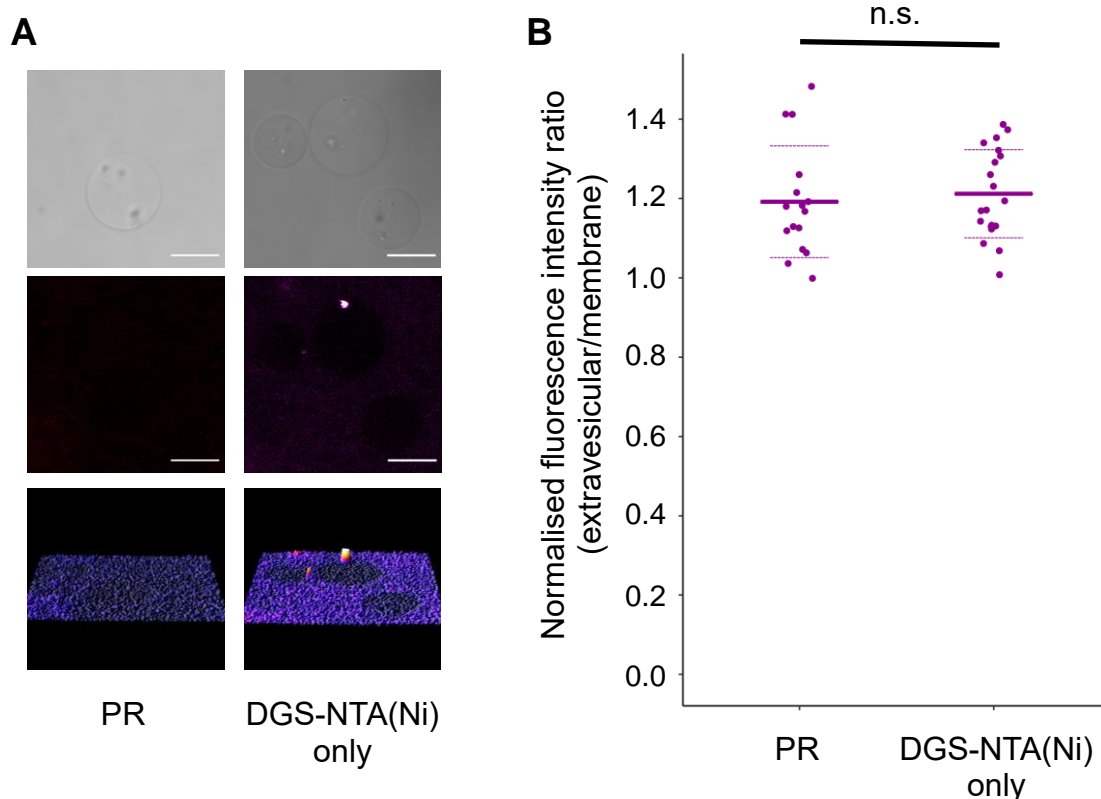 A
PR
DGS-NTA(Ni)
only
B
n.s.
Normalised fluorescence intensity ratio
(extravesicular/membrane)
1.4
1.2
1.0
0.8
0.6
0.4
0.2
0.0
PR
DGS-NTA(Ni)
only